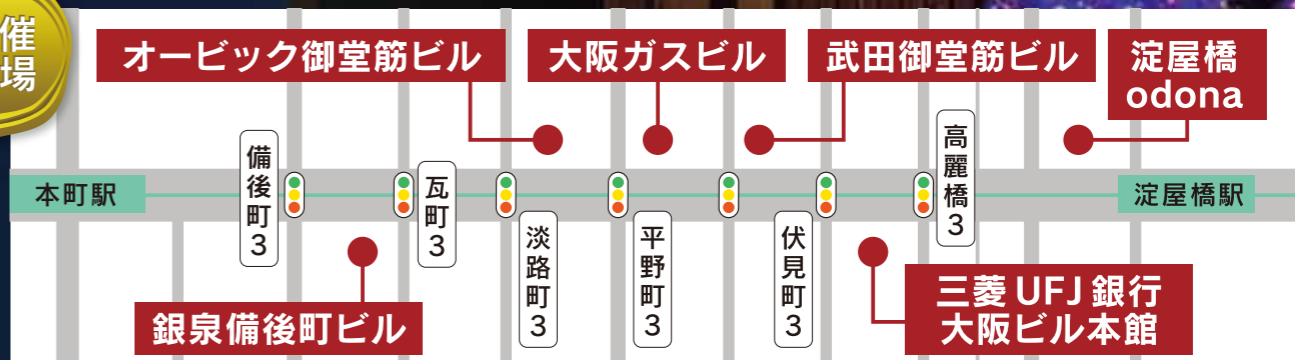 催
場
オービック御堂筋ビル
大阪ガスビル
武田御堂筋ビル
淀屋橋
odona
本町駅
備後町3
瓦町3
淡路町3
平野町3
伏見町3
高麗橋3
淀屋橋駅
銀泉備後町ビル
三菱UFJ銀行
大阪ビル本館